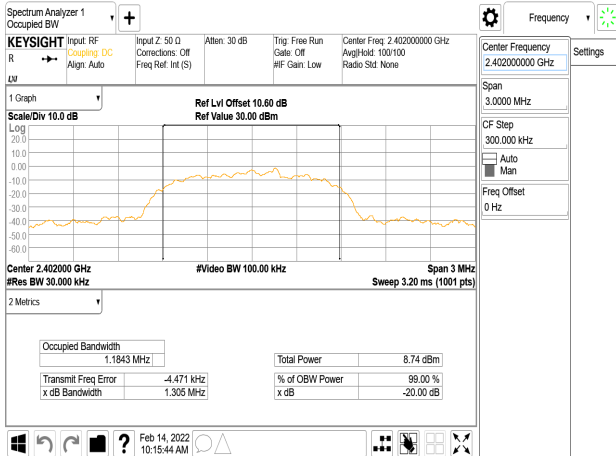 Spectrum Analyzer 1
Occupied BW
KEYSIGHT
R
LXI
Input: RF
Coupling: DC
Align: Auto
Input Z: 50 Ω
Corrections: Off
Freq Ref: Int (S)
Atten: 30 dB
Trig: Free Run
Gate: Off
#IF Gain: Low
Center Freq: 2.402000000 GHz
Avg|Hold: 100/100
Radio Std: None
1 Graph
Scale/Div 10.0 dB
Ref Lvl Offset 10.60 dB
Ref Value 30.00 dBm
Log
20.0
10.0
0.00
-10.0
-20.0
-30.0
-40.0
-50.0
-60.0
Center 2.402000 GHz
#Res BW 30.000 kHz
#Video BW 100.00 kHz
Span 3 MHz
Sweep 3.20 ms (1001 pts)
2 Metrics
Occupied Bandwidth
1.1843 MHz
Total Power 8.74 dBm
Transmit Freq Error -4.471 kHz
% of OBW Power 99.00 %
x dB Bandwidth 1.305 MHz
x dB -20.00 dB
Feb 14, 2022
10:15:44 AM
Frequency
Settings
Center Frequency
2.402000000 GHz
Span
3.0000 MHz
CF Step
300.000 kHz
Auto
Man
Freq Offset
0 Hz